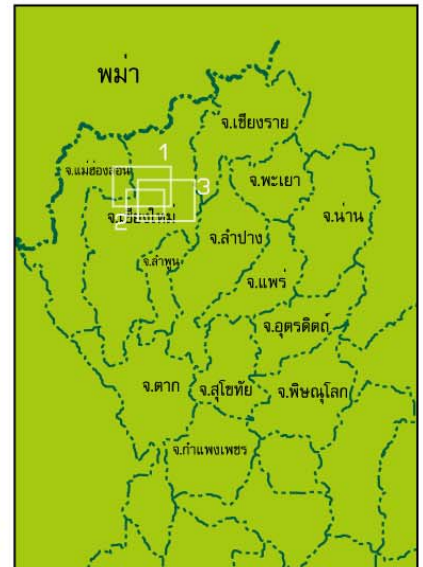 พม่า
จ.เชียงราย
1
จ.แม่ฮ่องสอน
จ.พะเยา
3
จ.เชียงใหม่
จ.น่าน
2
จ.ลำปาง
จ.ลำพูน
จ.แพร่
จ.อุตรดิตถ์
จ.ตาก
จ.สุโขทัย
จ.พิษณุโลก
จ.กำแพงเพชร